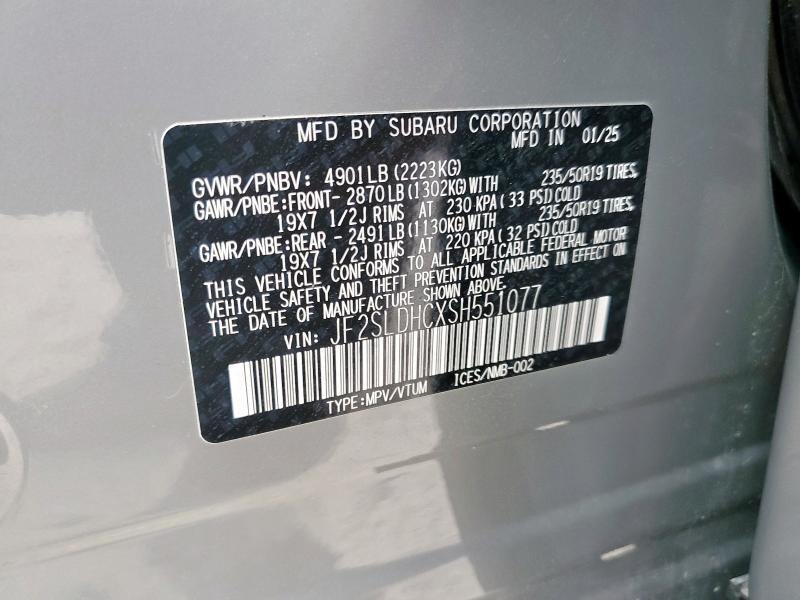 MFD BY SUBARU CORPORATION
MFD IN 01/25
GVWR/PNBV: 4901LB (2223KG)
GAWR/PNBE:FRONT- 2870LB(1302KG)WITH 235/50R19 TIRES,
19X7 1/2J RIMS AT 230 KPA (33 PSI)COLD
GAWR/PNBE:REAR - 2491LB(1130KG)WITH 235/50R19 TIRES,
19X7 1/2J RIMS AT 220 KPA (32 PSI)COLD
THIS VEHICLE CONFORMS TO ALL APPLICABLE FEDERAL MOTOR
VEHICLE SAFETY AND THEFT PREVENTION STANDARDS IN EFFECT ON
THE DATE OF MANUFACTURE SHOWN ABOVE.
VIN: JF2SLDHCXSH551077
TYPE:MPV/VTUM ICES/NMB-002